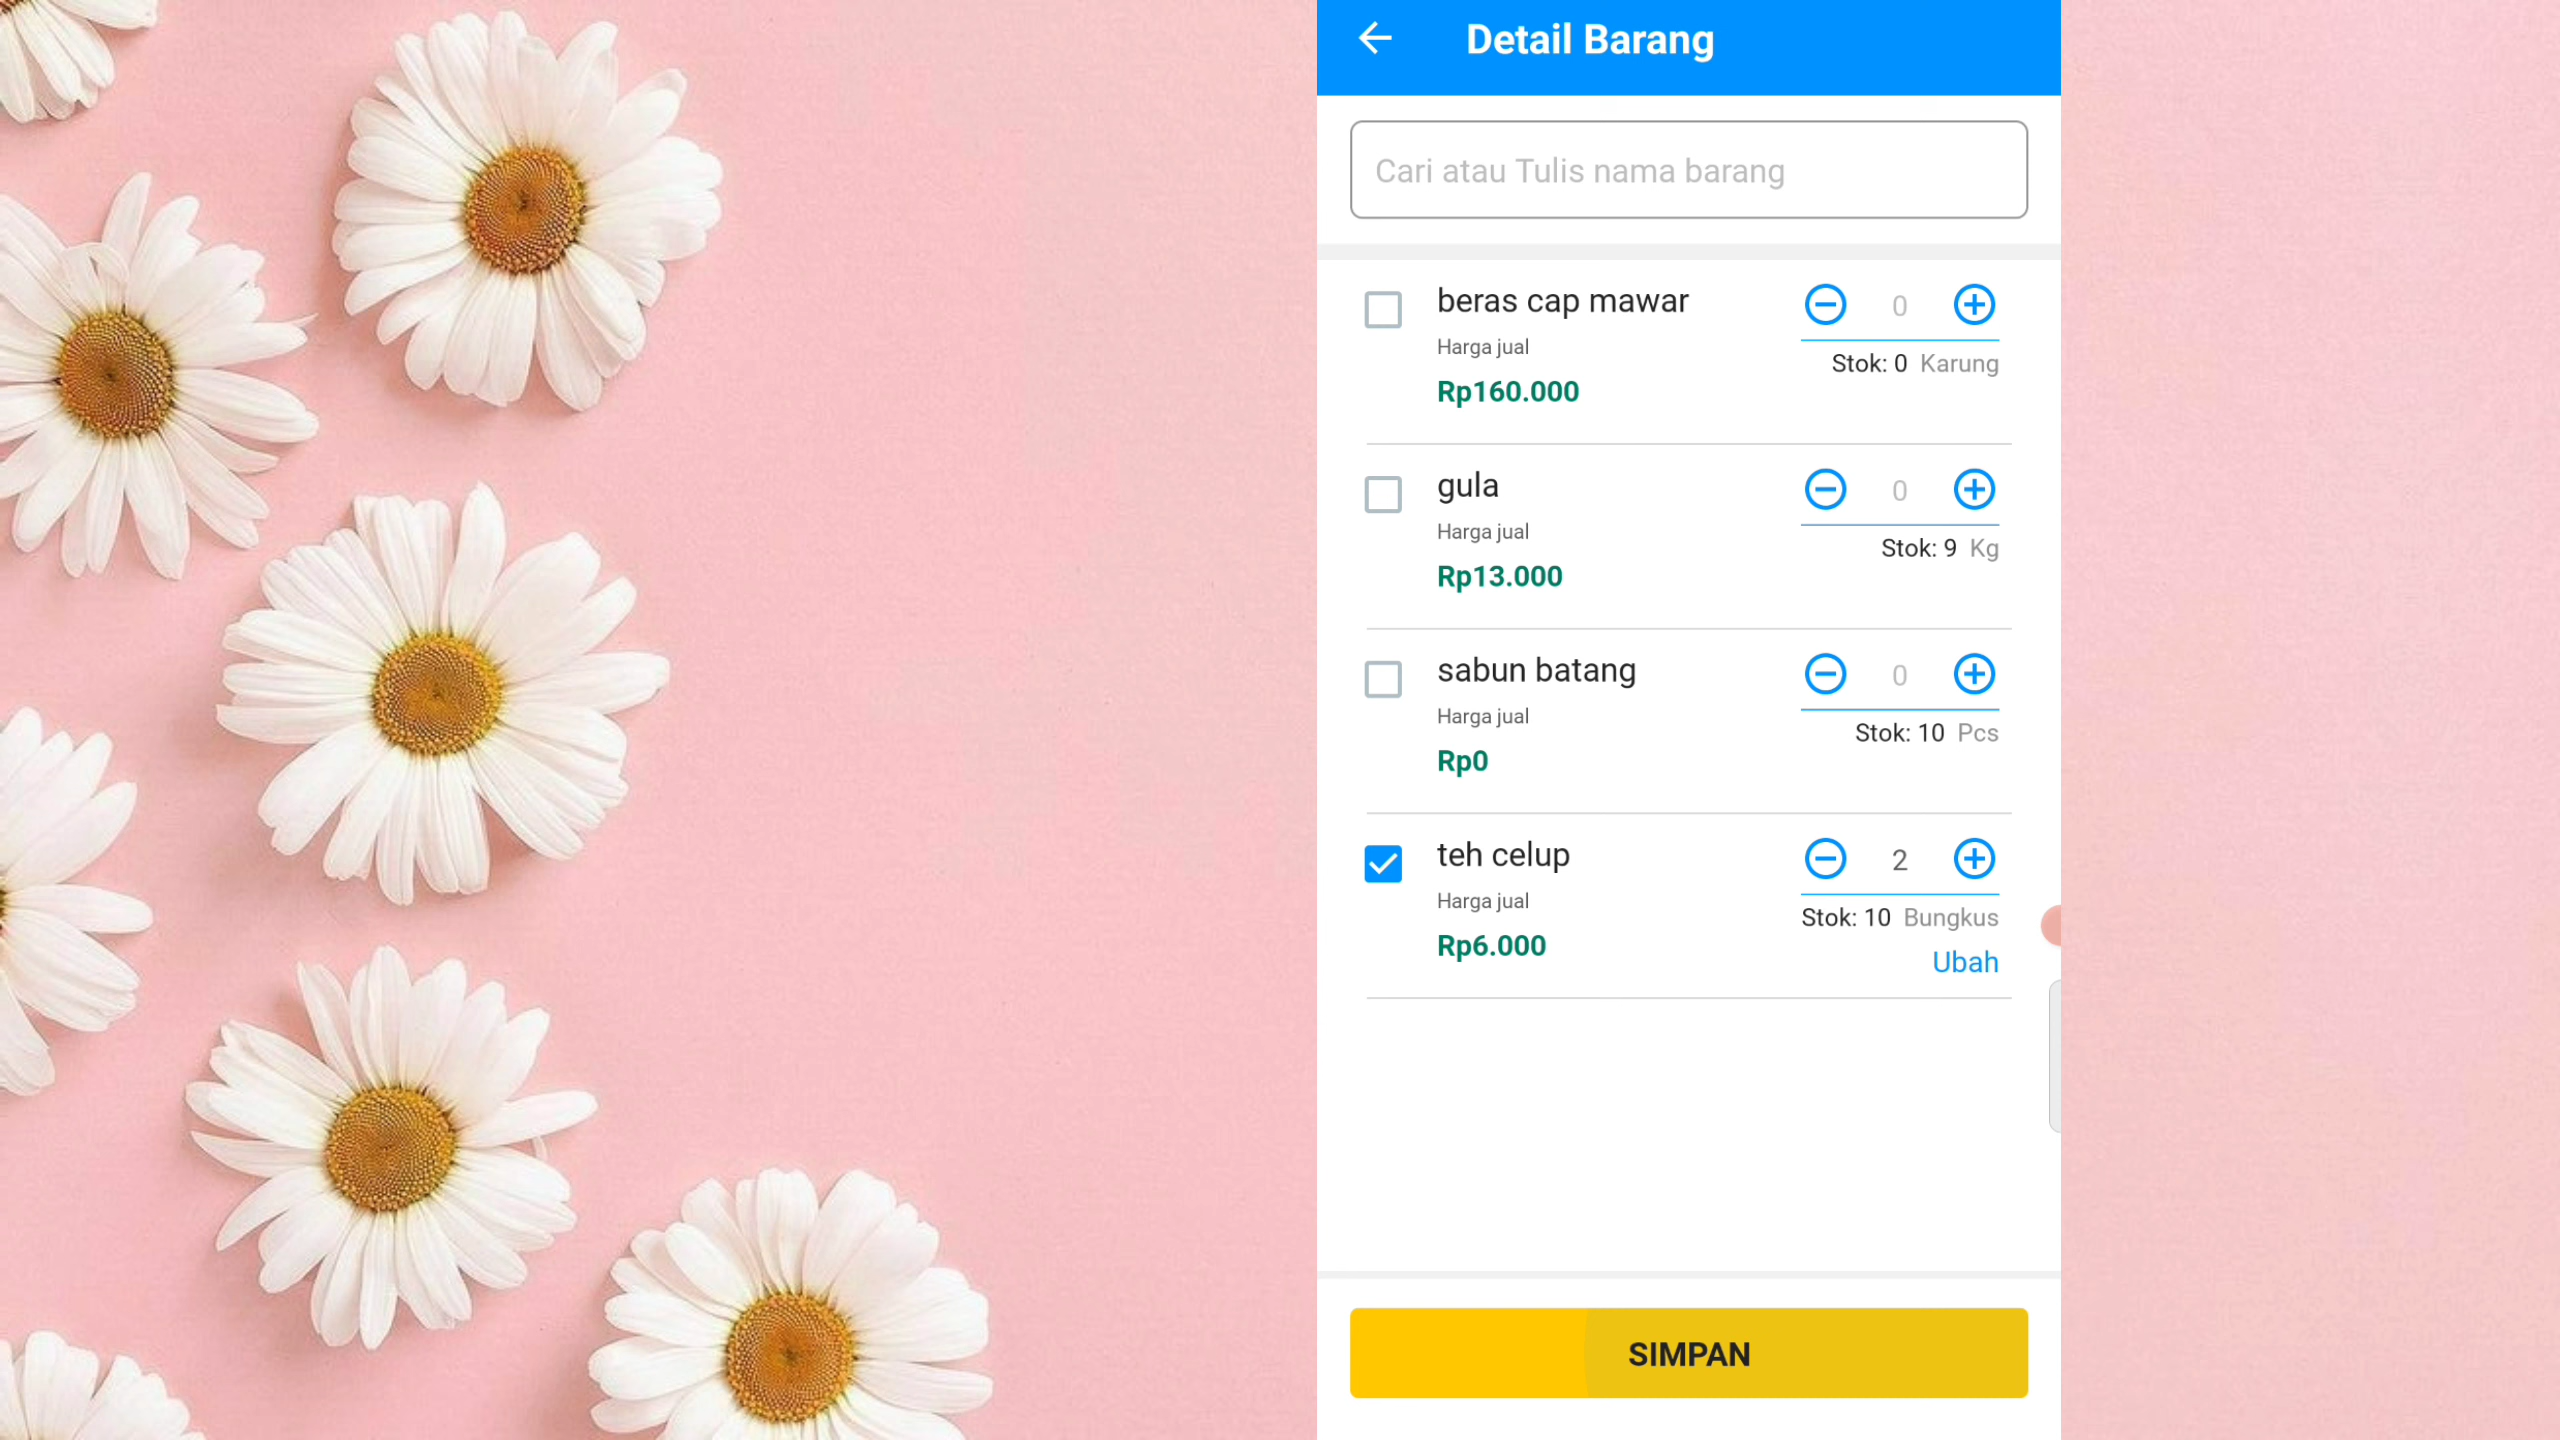 Detail Barang
Cari atau Tulis nama barang
beras cap mawar
0
Harga jual
Stok: 0 Karung
Rp160.000
gula
0
Harga jual
Stok: 9 Kg
Rp13.000
sabun batang
0
Harga jual
Stok: 10 Pcs
Rp0
teh celup
2
Harga jual
Stok: 10 Bungkus
Rp6.000
Ubah
SIMPAN